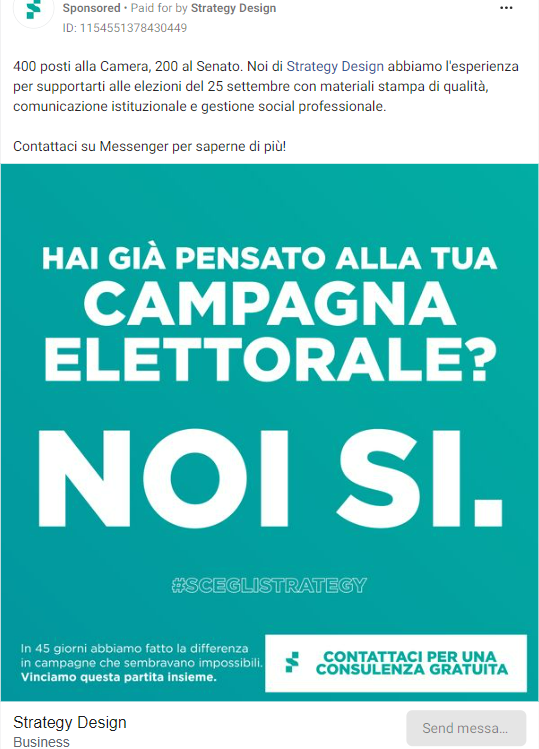 Sponsored • Paid for by Strategy Design
ID: 1154551378430449
400 posti alla Camera, 200 al Senato. Noi di Strategy Design abbiamo l'esperienza
per supportarti alle elezioni del 25 settembre con materiali stampa di qualità,
comunicazione istituzionale e gestione social professionale.
Contattaci su Messenger per saperne di più!
HAI GIÀ PENSATO ALLA TUA
CAMPAGNA
ELETTORALE?
NOI SI.
#SCEGLISTRATEGY
In 45 giorni abbiamo fatto la differenza
in campagne che sembravano impossibili.
Vinciamo questa partita insieme.
CONTATTACI PER UNA
CONSULENZA GRATUITA
Strategy Design
Business
Send messa...